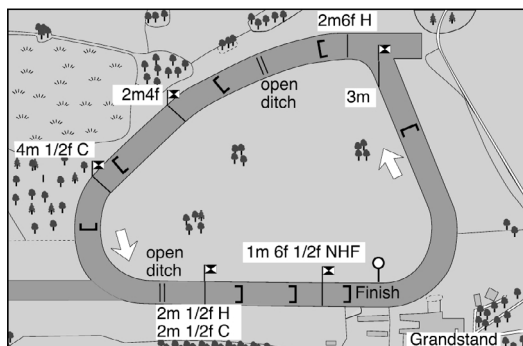 2m6f H
open
ditch
2m4f
3m
4m 1/2f C
open
ditch
1m 6f 1/2f NHF
Finish
2m 1/2f H
2m 1/2f C
Grandstand